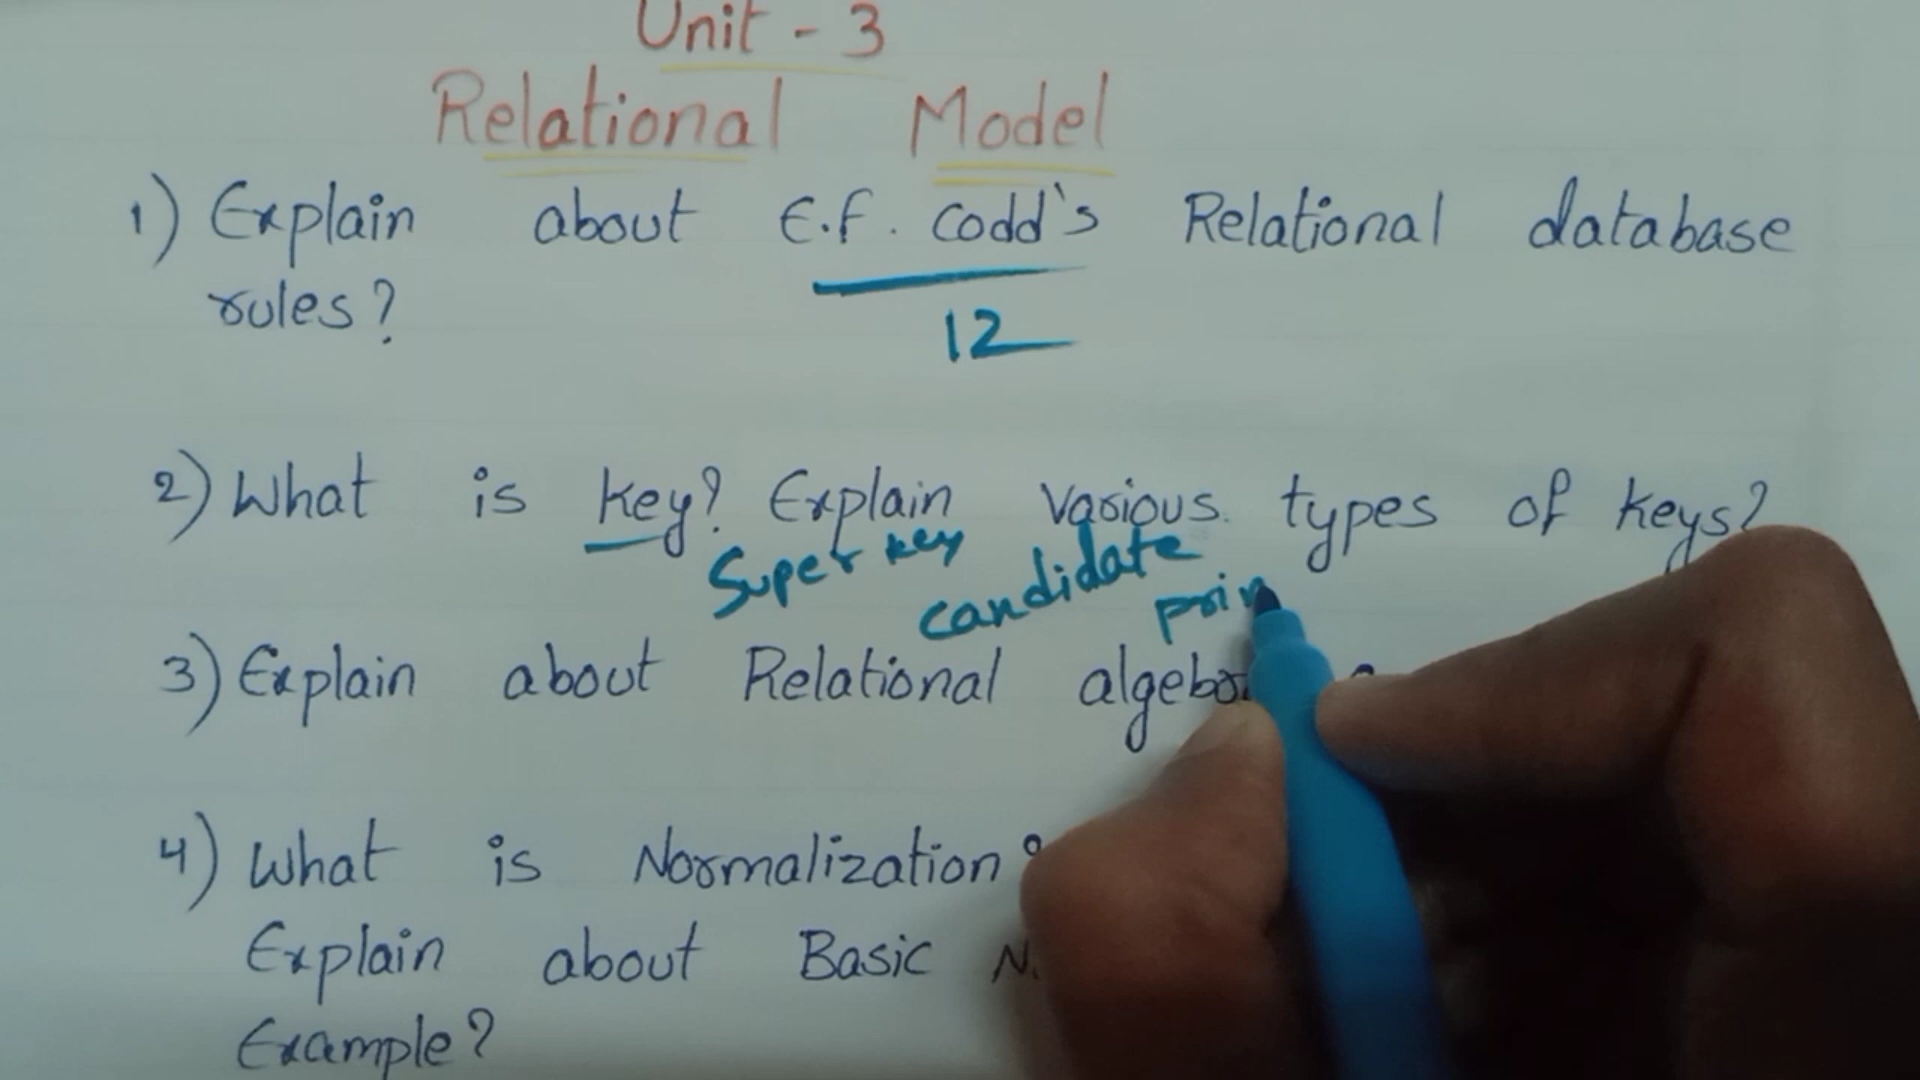 Unit - 3
Relational Model
1) Explain about E.F. Codd's Relational database
rules?
12
2) What is key? Explain various types of keys?
Super key candidate
3) Explain about Relational
4) What is Normalization
Explain about Basic
Example?